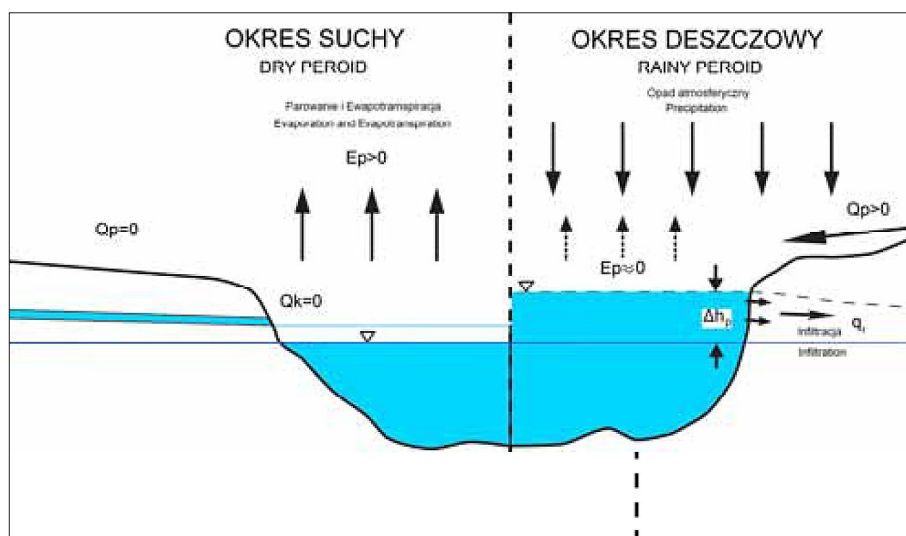 OKRES SUCHY
DRY PEROID
Parowanie i Ewapotranspiracja
Evaporation and Evapotranspiration
Ep>0
Qp=0
Qk=0
OKRES DESZCZOWY
RAINY PEROID
Opad atmosferyczny
Precipitation
Qp>0
Ep≈0
Δhp
qi
Infiltracja
Infiltration